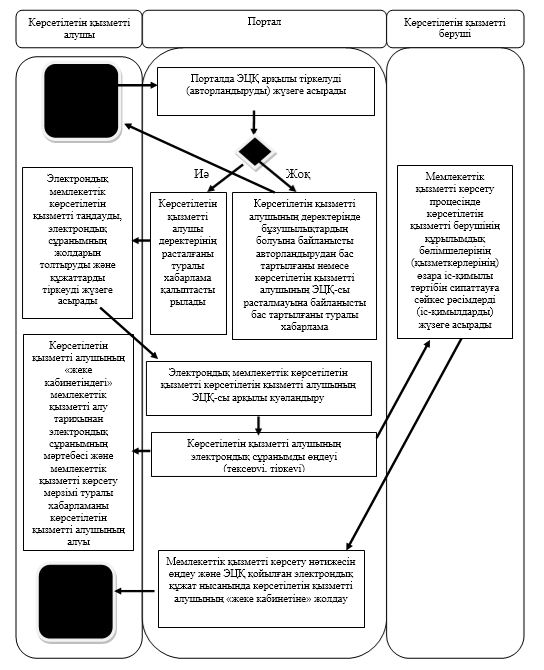 Көрсетілетін қызметті
алушы
Портал
Көрсетілетін қызметті
беруші
Порталда ЭЦҚ арқылы тіркелуді
(авторландыруды) жүзеге асырады
Иә
Жоқ
Электрондық
мемлекеттік
көрсетілетін
қызметті таңдауды,
электрондық
сұранымның
жолдарын
толтыруды және
құжаттарды
тіркеуді жүзеге
асырады
Көрсетілетін
қызметті
алушы
деректерінің
расталғаны
туралы
хабарлама
қалыптасты
рылады
Көрсетілетін қызметті
алушының деректерінде
бұзушылықтардың
болуына байланысты
авторландырудан бас
тартылғаны немесе
көрсетілетін қызметті
алушының ЭЦҚ-сы
расталмауына байланысты
бас тартылғаны туралы
хабарлама
Мемлекеттік
қызметті көрсету
процесінде
көрсетілетін
қызметті берушінің
құрылымдық
бөлімшелерінің
(қызметкерлерінің)
өзара іс-қимылы
тәртібін сипаттауға
сәйкес рәсімдерді
(іс-қимылдарды)
жүзеге асырады
Электрондық мемлекеттік көрсетілетін
қызметті көрсетілетін қызметті алушының
ЭЦҚ-сы арқылы куәландыру
Көрсетілетін қызметті алушының
электрондық сұранымды өңдеуі
(тексеруі, тіркеуі)
Көрсетілетін
қызметті алушының
«жеке
кабинетіндегі»
мемлекеттік
қызметті алу
тарихынан
электрондық
сұранымның
мәртебесі және
мемлекеттік
қызметті көрсету
мерзімі туралы
хабарламаны
көрсетілетін
қызметті алушының
алуы
Мемлекеттік қызметті көрсету нәтижесін
өңдеу және ЭЦҚ қойылған электрондық
құжат нысанында көрсетілетін қызметті
алушының «жеке кабинетіне» жолдау